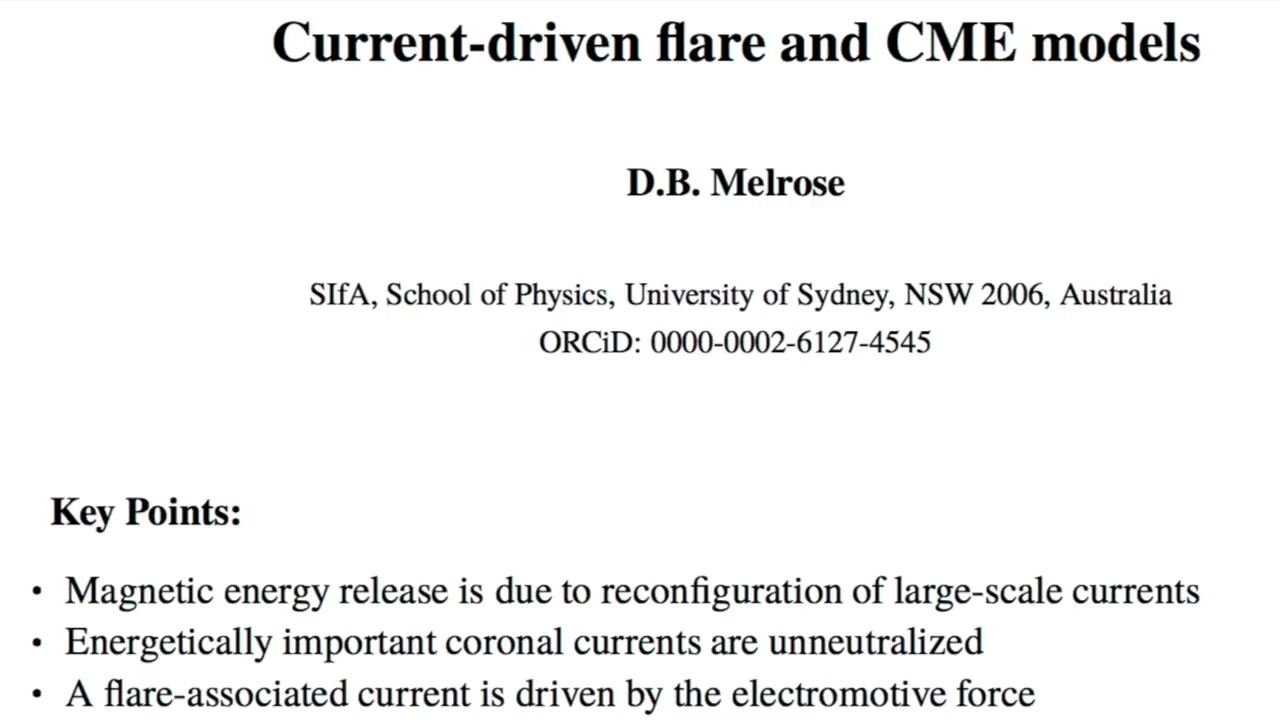 Current-driven flare and CME models
D.B. Melrose
SIfA, School of Physics, University of Sydney, NSW 2006, Australia
ORCiD: 0000-0002-6127-4545
Key Points:
• Magnetic energy release is due to reconfiguration of large-scale currents
• Energetically important coronal currents are unneutralized
• A flare-associated current is driven by the electromotive force